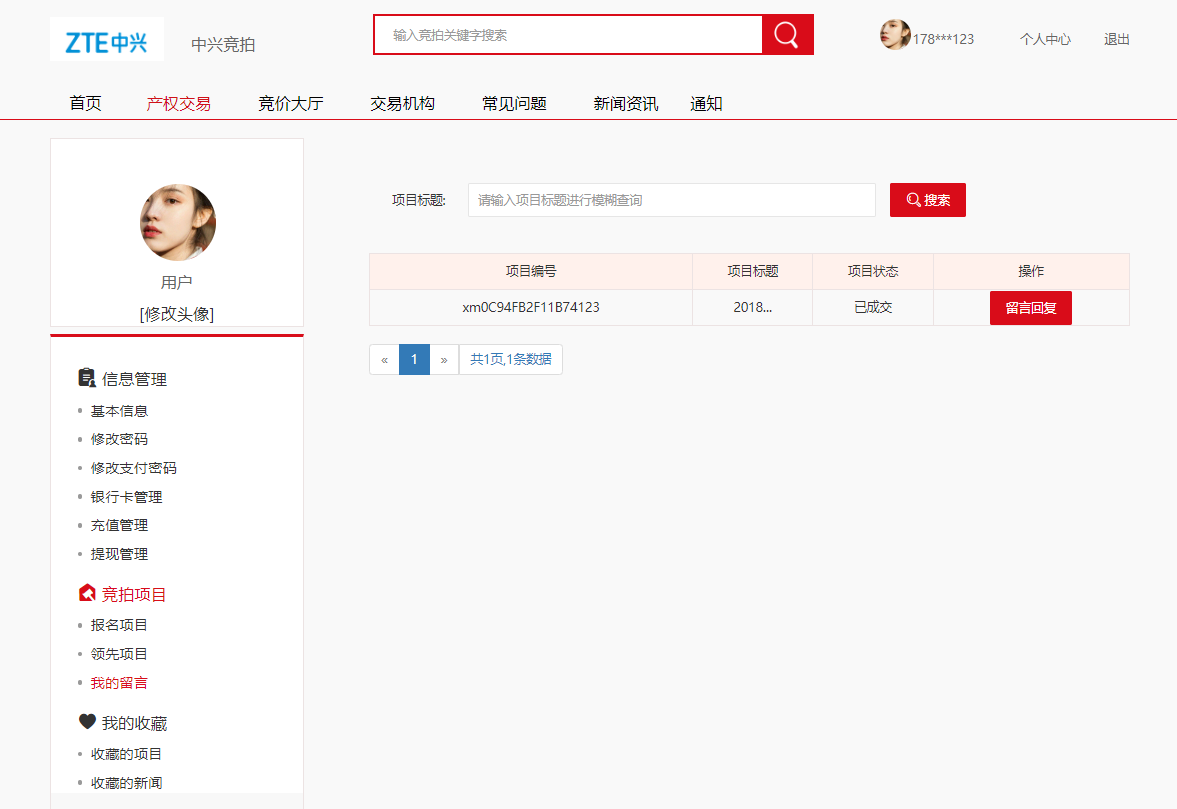 ZTE中兴 中兴竞拍 输入竞拍关键字搜索 178***123 个人中心 退出
首页 产权交易 竞价大厅 交易机构 常见问题 新闻资讯 通知
用户
[修改头像]
信息管理
基本信息
修改密码
修改支付密码
银行卡管理
充值管理
提现管理
竞拍项目
报名项目
领先项目
我的留言
我的收藏
收藏的项目
收藏的新闻
项目标题: 请输入项目标题进行模糊查询 搜索
项目编号 项目标题 项目状态 操作
xm0C94FB2F11B74123 2018... 已成交 留言回复
« 1 » 共1页,1条数据